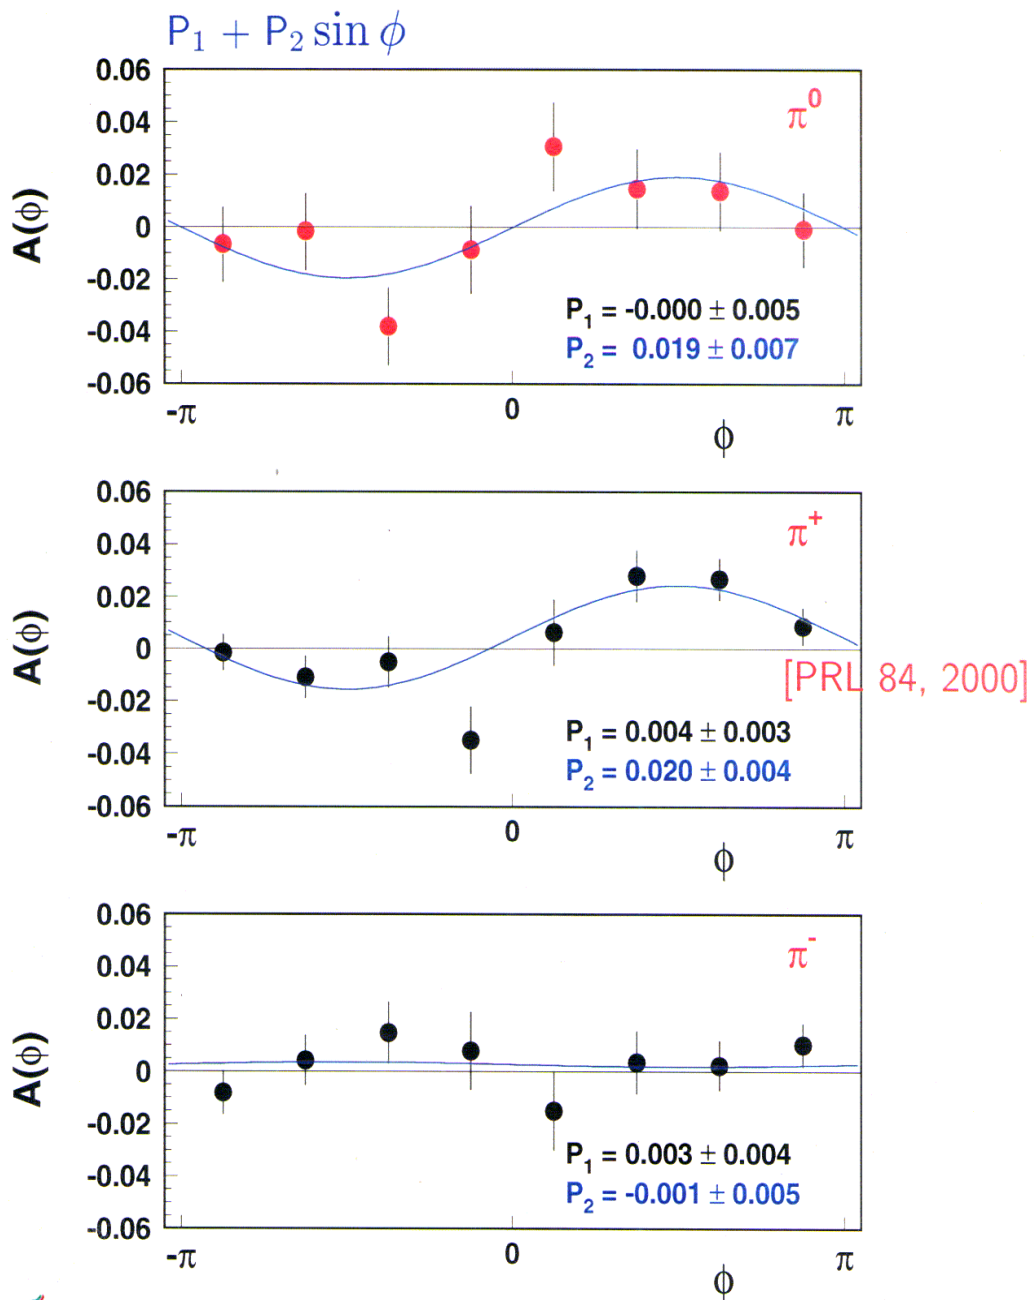 P₁ + P₂ sin ϕ
0.06
π⁰
0.04
0.02
A(ϕ)
0
-0.02
-0.04
P₁ = -0.000 ± 0.005
P₂ = 0.019 ± 0.007
-0.06
-π 0 π
ϕ
0.06
π⁺
0.04
0.02
A(ϕ)
0
[PRL 84, 2000]
-0.02
-0.04
P₁ = 0.004 ± 0.003
P₂ = 0.020 ± 0.004
-0.06
-π 0 π
ϕ
0.06
π⁻
0.04
0.02
A(ϕ)
0
-0.02
-0.04
P₁ = 0.003 ± 0.004
P₂ = -0.001 ± 0.005
-0.06
-π 0 π
ϕ